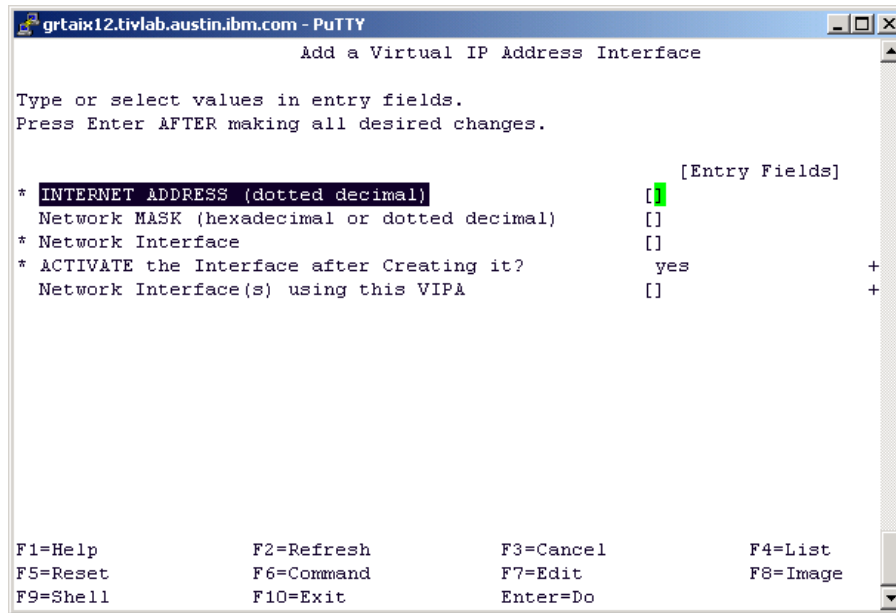 grtaix12.tivlab.austin.ibm.com - PuTTY
Add a Virtual IP Address Interface
Type or select values in entry fields.
Press Enter AFTER making all desired changes.
[Entry Fields]
* INTERNET ADDRESS (dotted decimal) []
Network MASK (hexadecimal or dotted decimal) []
* Network Interface []
* ACTIVATE the Interface after Creating it? yes +
Network Interface(s) using this VIPA [] +
F1=Help F2=Refresh F3=Cancel F4=List
F5=Reset F6=Command F7=Edit F8=Image
F9=Shell F10=Exit Enter=Do